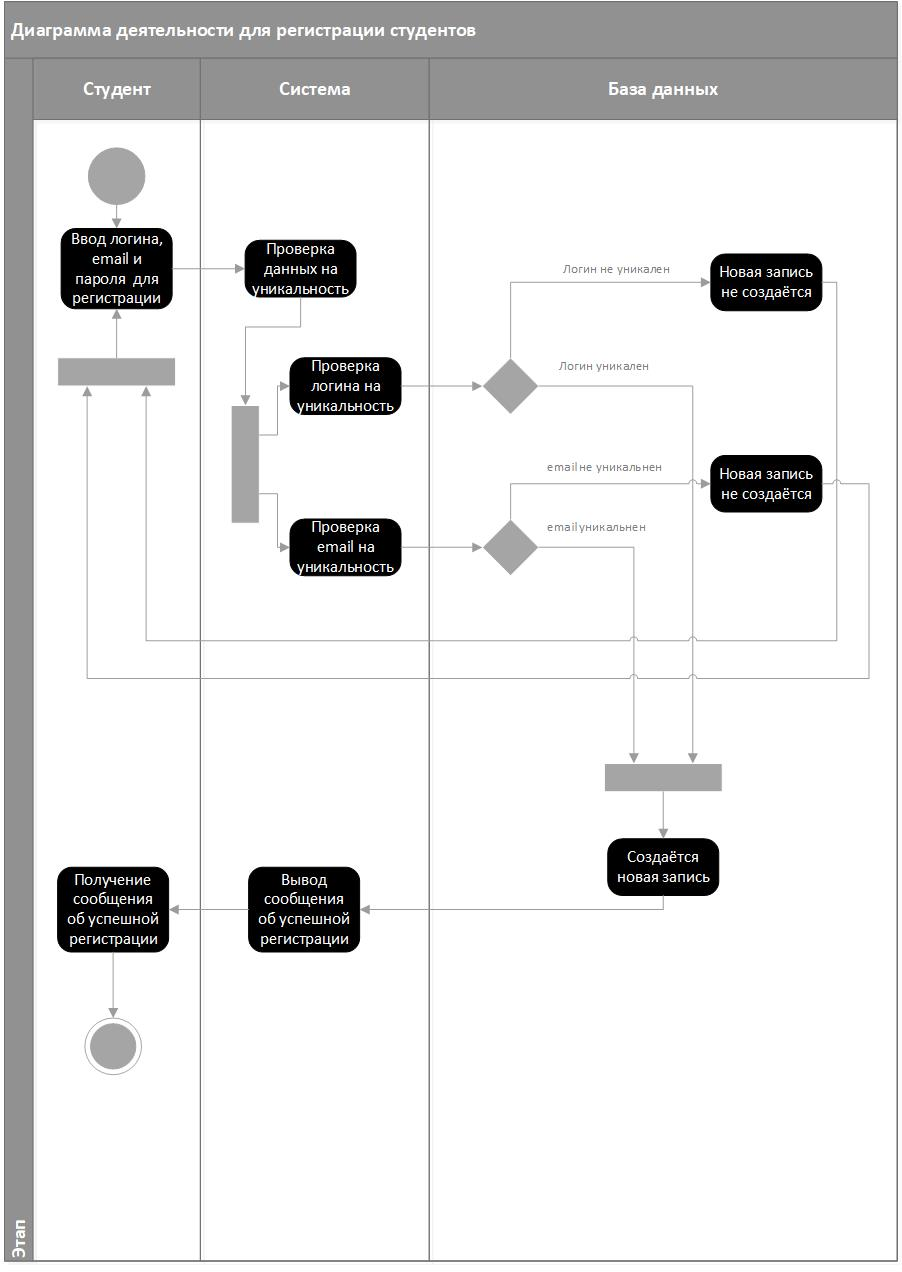 Диаграмма деятельности для регистрации студентов
Студент
Система
База данных
Ввод логина,
email и
пароля для
регистрации
Проверка
данных на
уникальность
Логин не уникален
Новая запись
не создаётся
Проверка
логина на
уникальность
Логин уникален
email не уникальнен
Новая запись
не создаётся
Проверка
email на
уникальность
email уникальнен
Создаётся
новая запись
Получение
сообщения
об успешной
регистрации
Вывод
сообщения
об успешной
регистрации
Этап